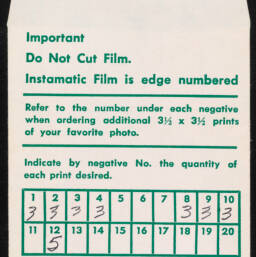 Important
Do Not Cut Film.
Instamatic Film is edge numbered
Refer to the number under each negative
when ordering additional 3½ x 3½ prints
of your favorite photo.
Indicate by negative No. the quantity of
each print desired.
1 2 3 4 5 6 7 8 9 10
3 3 3 3 3 3 3
11 12 13 14 15 16 17 18 19 20
5